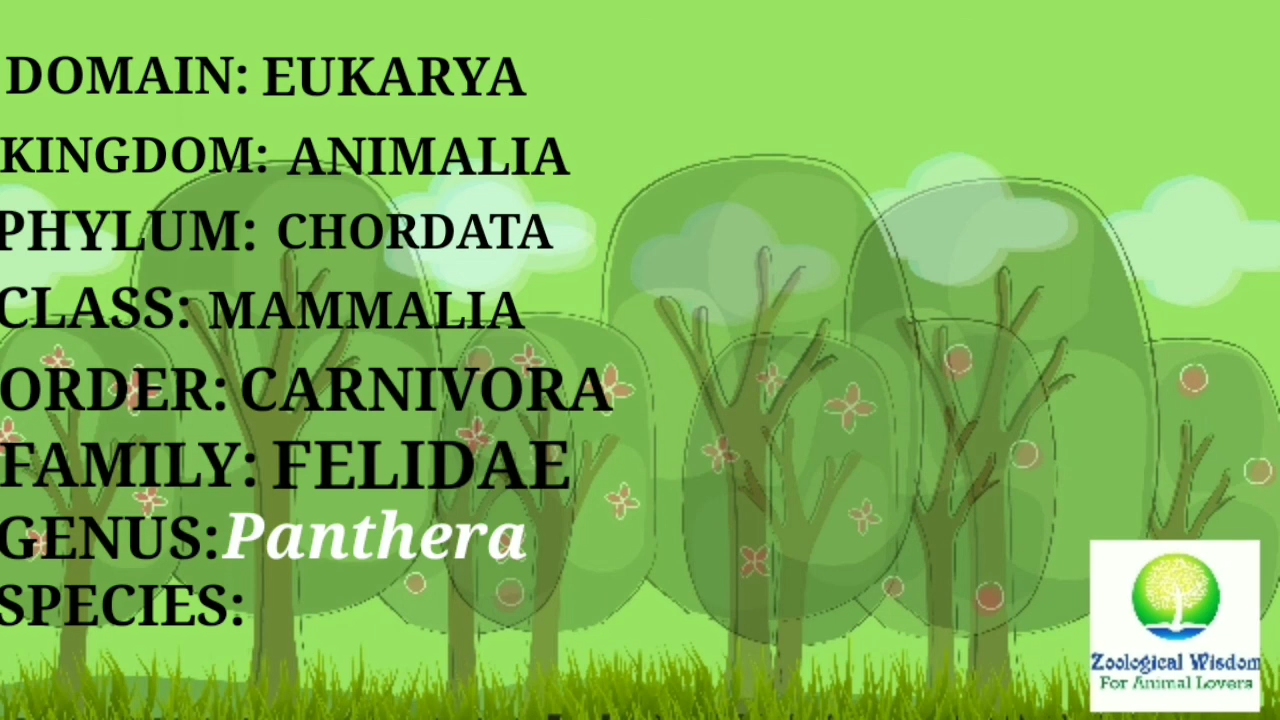 DOMAIN: EUKARYA
KINGDOM: ANIMALIA
PHYLUM: CHORDATA
CLASS: MAMMALIA
ORDER: CARNIVORA
FAMILY: FELIDAE
GENUS: Panthera
SPECIES:
Zoological Wisdom
For Animal Lovers